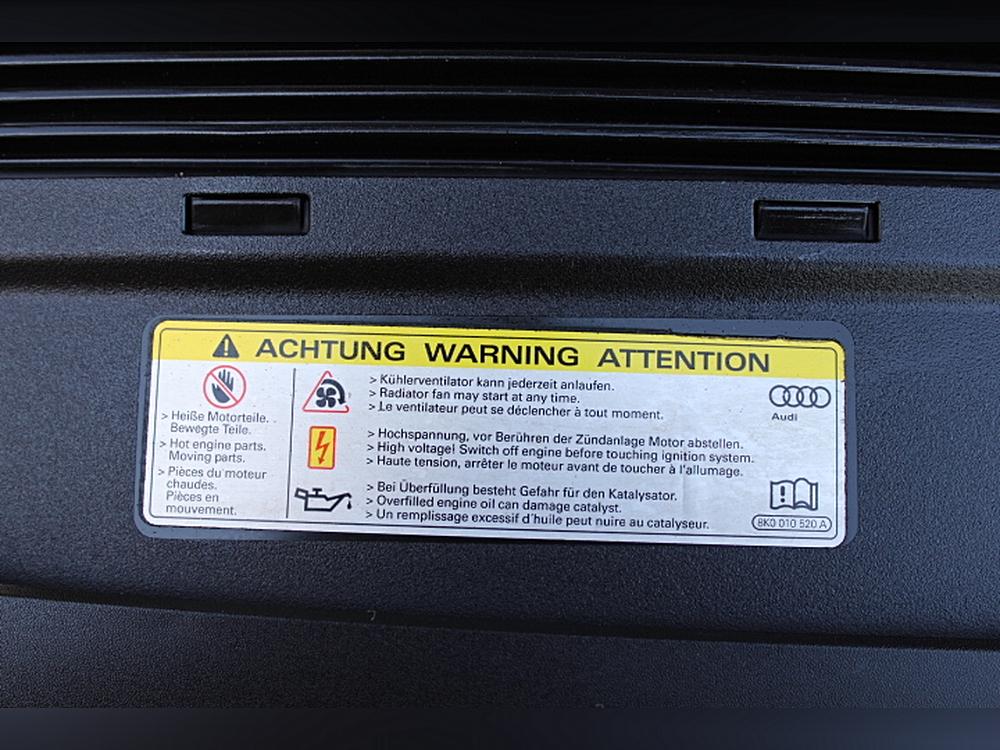 ACHTUNG WARNING ATTENTION
> Heiße Motorteile.
Bewegte Teile.
> Hot engine parts.
Moving parts.
> Pièces du moteur
chaudes.
Pièces en
mouvement.
> Kühlerventilator kann jederzeit anlaufen.
> Radiator fan may start at any time.
> Le ventilateur peut se déclencher à tout moment.
> Hochspannung, vor Berühren der Zündanlage Motor abstellen.
> High voltage! Switch off engine before touching ignition system.
> Haute tension, arrêter le moteur avant de toucher à l'allumage.
> Bei Überfüllung besteht Gefahr für den Katalysator.
> Overfilled engine oil can damage catalyst.
> Un remplissage excessif d'huile peut nuire au catalyseur.
Audi
8K0 010 520 A